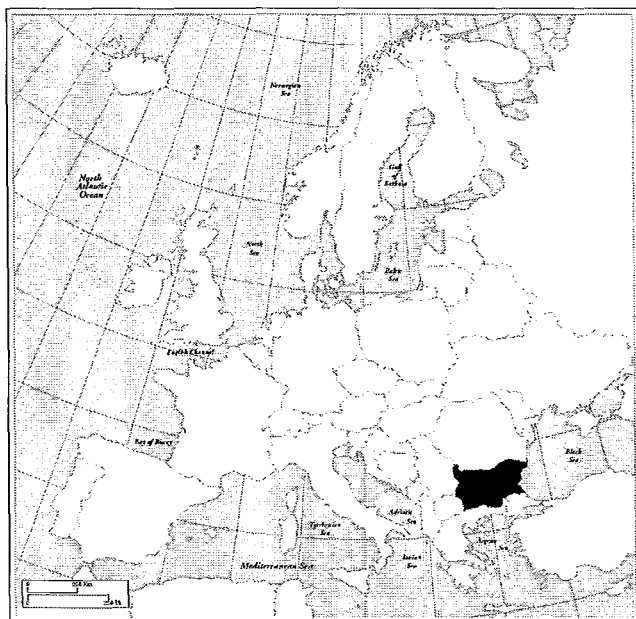 Norwegian
Sea
North
Atlantic
Ocean
Gulf
of
Bothnia
North
Sea
Baltic
Sea
English Channel
Bay of Biscay
Black
Sea
Adriatic
Sea
Tyrrhenian
Sea
Aegean
Sea
Ionian
Sea
Mediterranean Sea
0